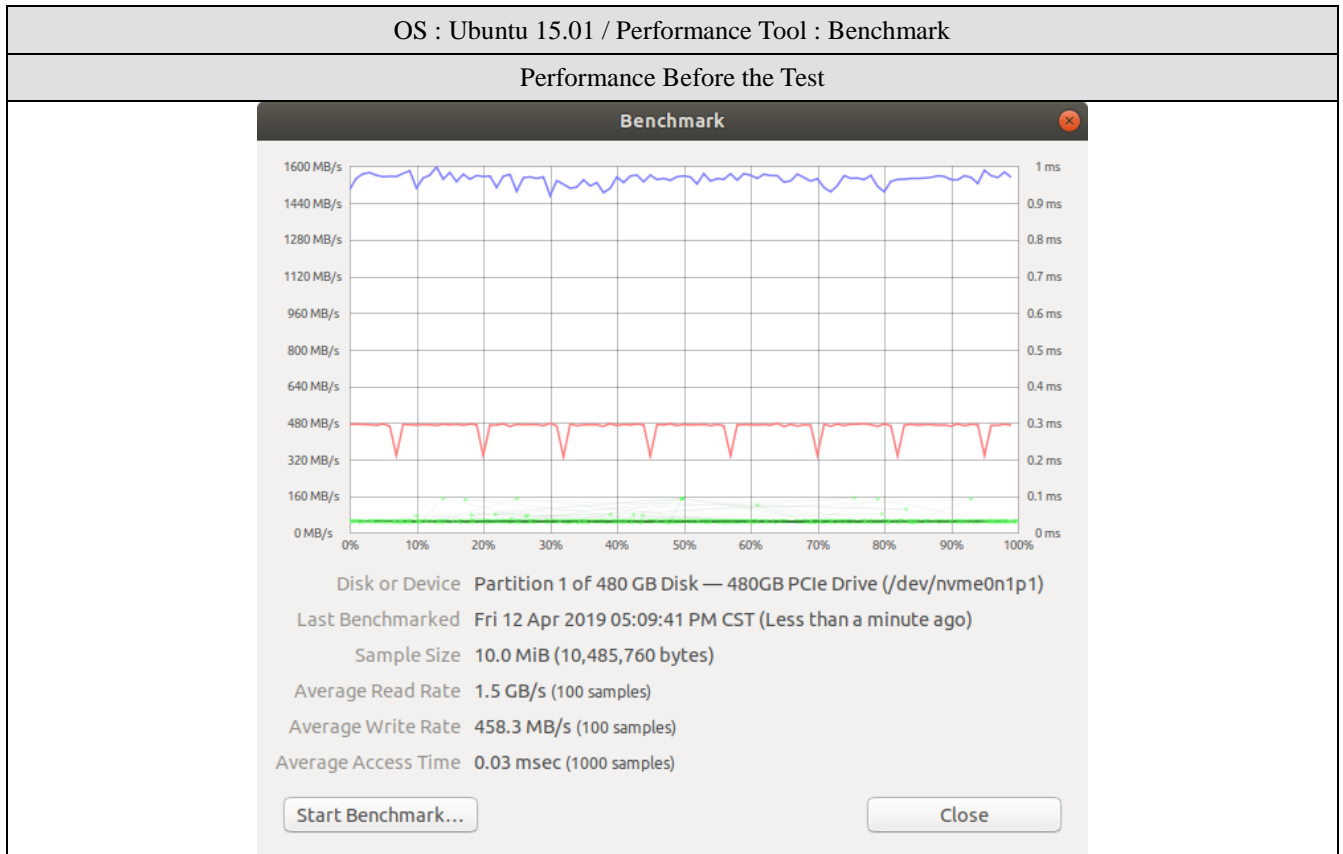 OS : Ubuntu 15.01 / Performance Tool : Benchmark
Performance Before the Test
Benchmark
1600 MB/s
1440 MB/s
1280 MB/s
1120 MB/s
960 MB/s
800 MB/s
640 MB/s
480 MB/s
320 MB/s
160 MB/s
0 MB/s
1 ms
0.9 ms
0.8 ms
0.7 ms
0.6 ms
0.5 ms
0.4 ms
0.3 ms
0.2 ms
0.1 ms
0 ms
0% 10% 20% 30% 40% 50% 60% 70% 80% 90% 100%
Disk or Device Partition 1 of 480 GB Disk — 480GB PCIe Drive (/dev/nvme0n1p1)
Last Benchmarked Fri 12 Apr 2019 05:09:41 PM CST (Less than a minute ago)
Sample Size 10.0 MiB (10,485,760 bytes)
Average Read Rate 1.5 GB/s (100 samples)
Average Write Rate 458.3 MB/s (100 samples)
Average Access Time 0.03 msec (1000 samples)
Start Benchmark... Close